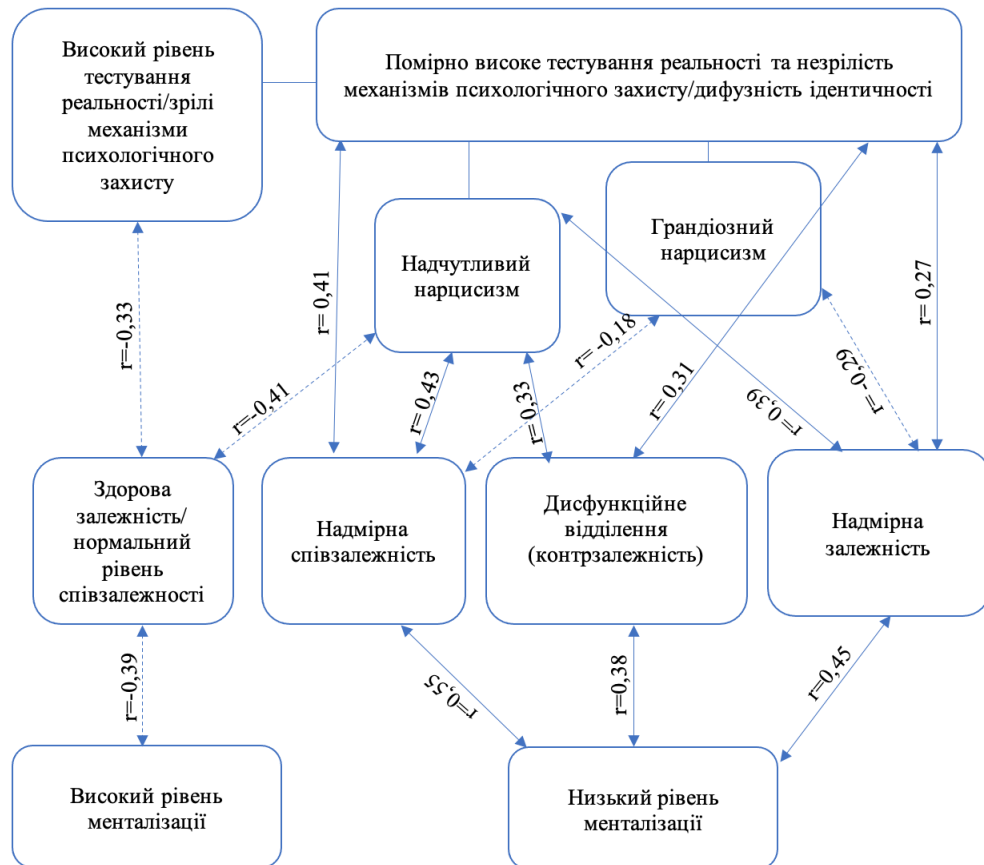 Високий рівень
тестування
реальності/зрілі
механізми
психологічного
захисту
Помірно високе тестування реальності та незрілість
механізмів психологічного захисту/дифузність ідентичності
Надчутливий
нарцисизм
Грандіозний
нарцисизм
r=-0,33
r=-0,41
r= 0,41
r= 0,43
r= 0,33
r= -0,18
r= 0,31
r=0,39
r= -0,29
r= 0,27
Здорова
залежність/
нормальний
рівень
співзалежності
Надмірна
співзалежність
Дисфункційне
відділення
(контрзалежність)
Надмірна
залежність
r=-0,39
r=0,55
r=0,38
r=0,45
Високий рівень
менталізації
Низький рівень
менталізації